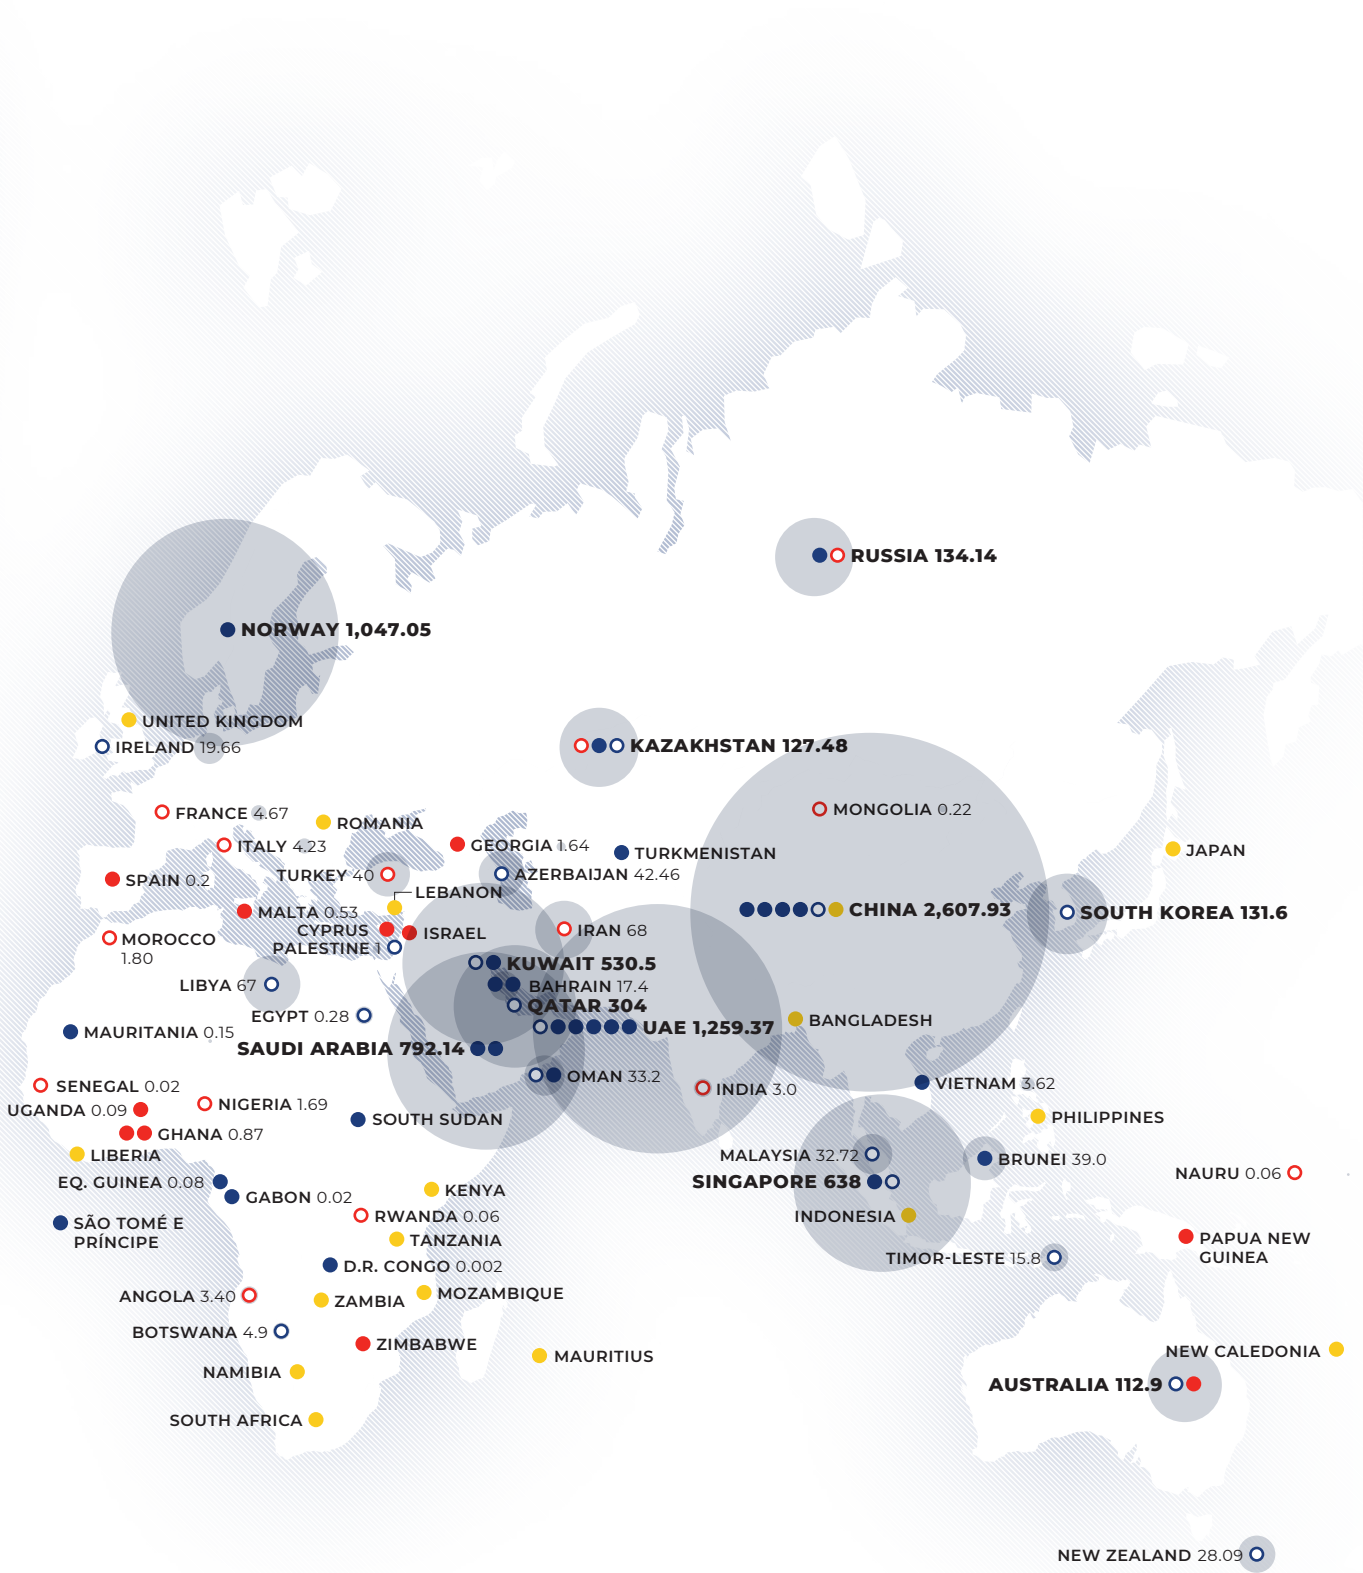 RUSSIA 134.14
NORWAY 1,047.05
UNITED KINGDOM
IRELAND 19.66
KAZAKHSTAN 127.48
FRANCE 4.67
ROMANIA
MONGOLIA 0.22
ITALY 4.23
GEORGIA 1.64
TURKMENISTAN
JAPAN
SPAIN 0.2
TURKEY 40
AZERBAIJAN 42.46
LEBANON
MALTA 0.53
CHINA 2,607.93
SOUTH KOREA 131.6
CYPRUS
ISRAEL
IRAN 68
MOROCCO
1.80
PALESTINE 1
KUWAIT 530.5
LIBYA 67
BAHRAIN 17.4
QATAR 304
EGYPT 0.28
UAE 1,259.37
BANGLADESH
MAURITANIA 0.15
SAUDI ARABIA 792.14
OMAN 33.2
SENEGAL 0.02
INDIA 3.0
VIETNAM 3.62
UGANDA 0.09
NIGERIA 1.69
SOUTH SUDAN
PHILIPPINES
GHANA 0.87
LIBERIA
MALAYSIA 32.72
BRUNEI 39.0
NAURU 0.06
EQ. GUINEA 0.08
SINGAPORE 638
GABON 0.02
KENYA
SÃO TOMÉ E
PRÍNCIPE
RWANDA 0.06
INDONESIA
TANZANIA
PAPUA NEW
GUINEA
TIMOR-LESTE 15.8
D.R. CONGO 0.002
ANGOLA 3.40
ZAMBIA
MOZAMBIQUE
BOTSWANA 4.9
ZIMBABWE
MAURITIUS
NEW CALEDONIA
NAMIBIA
AUSTRALIA 112.9
SOUTH AFRICA
NEW ZEALAND 28.09